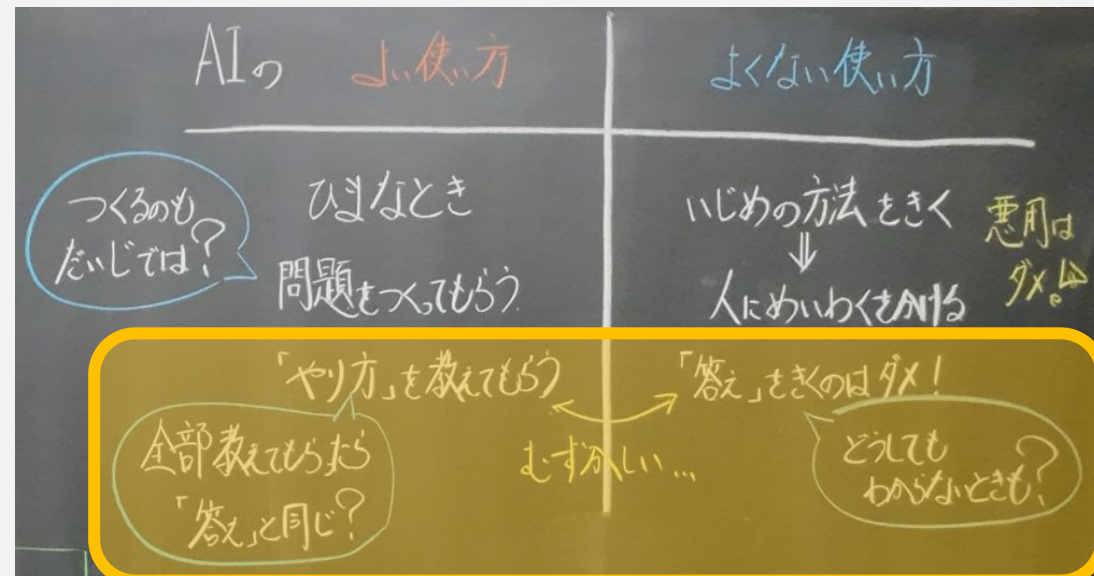 AIの よい使い方
よくない使い方
つくるのも
だいじでは?
ひまなとき
問題をつくってもらう
いじめの方法をきく
⇓
人にめいわくをかける
悪用は
ダメ。
「やり方」を教えてもらう
「答え」をきくのはダメ!
むずかしい…
全部教えてもらったら
「答え」と同じ?
どうしても
わからないときも?